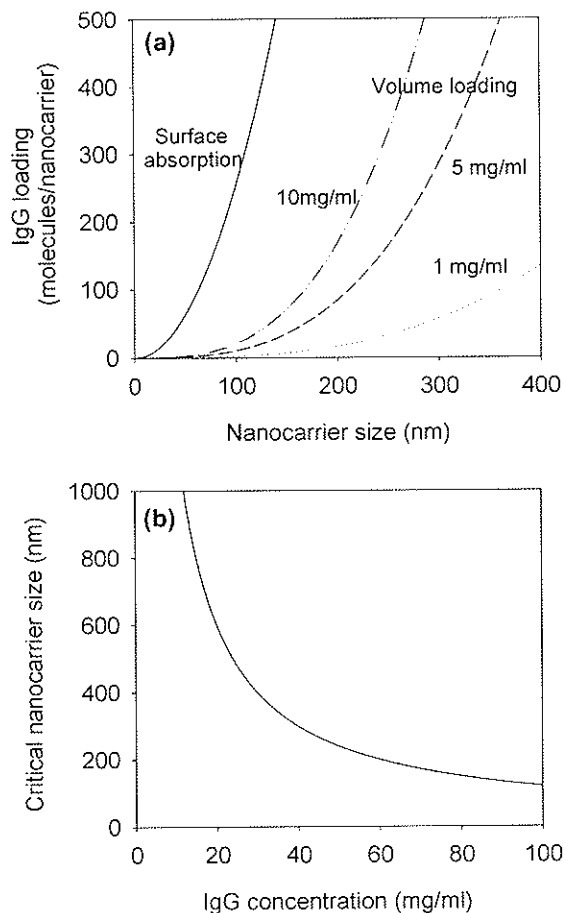 (a)
IgG loading
(molecules/nanocarrier)
500
400
300
200
100
0
Surface
absorption
Volume loading
10mg/ml
5 mg/ml
1 mg/ml
0 100 200 300 400
Nanocarrier size (nm)
(b)
Critical nanocarrier size (nm)
1000
800
600
400
200
0
0 20 40 60 80 100
IgG concentration (mg/ml)